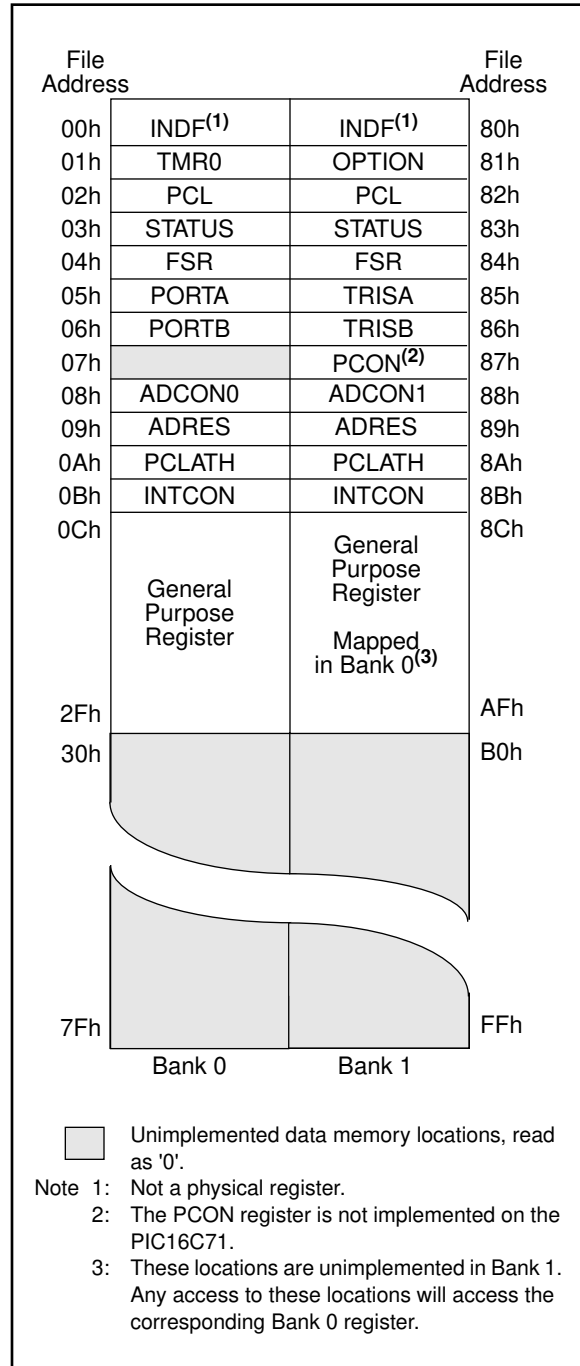 File Address File Address
00h INDF(1) INDF(1) 80h
01h TMR0 OPTION 81h
02h PCL PCL 82h
03h STATUS STATUS 83h
04h FSR FSR 84h
05h PORTA TRISA 85h
06h PORTB TRISB 86h
07h PCON(2) 87h
08h ADCON0 ADCON1 88h
09h ADRES ADRES 89h
0Ah PCLATH PCLATH 8Ah
0Bh INTCON INTCON 8Bh
0Ch 8Ch
General
Purpose
Register
General
Purpose
Register
Mapped
in Bank 0(3)
2Fh AFh
30h B0h
7Fh FFh
Bank 0 Bank 1
Unimplemented data memory locations, read
as '0'.
Note 1: Not a physical register.
2: The PCON register is not implemented on the
PIC16C71.
3: These locations are unimplemented in Bank 1.
Any access to these locations will access the
corresponding Bank 0 register.